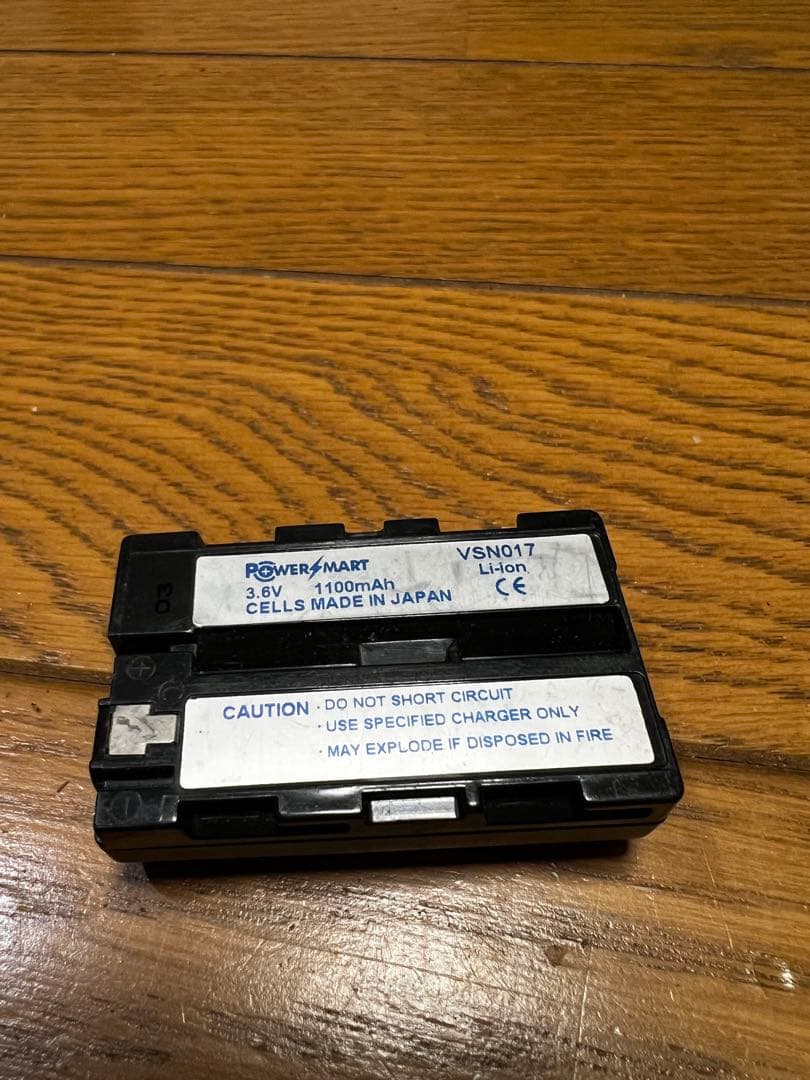 POWERSMART
VSN017
3.6V 1100mAh
Li-ion
CELLS MADE IN JAPAN
CE
03
+
C
CAUTION · DO NOT SHORT CIRCUIT
· USE SPECIFIED CHARGER ONLY
· MAY EXPLODE IF DISPOSED IN FIRE
−